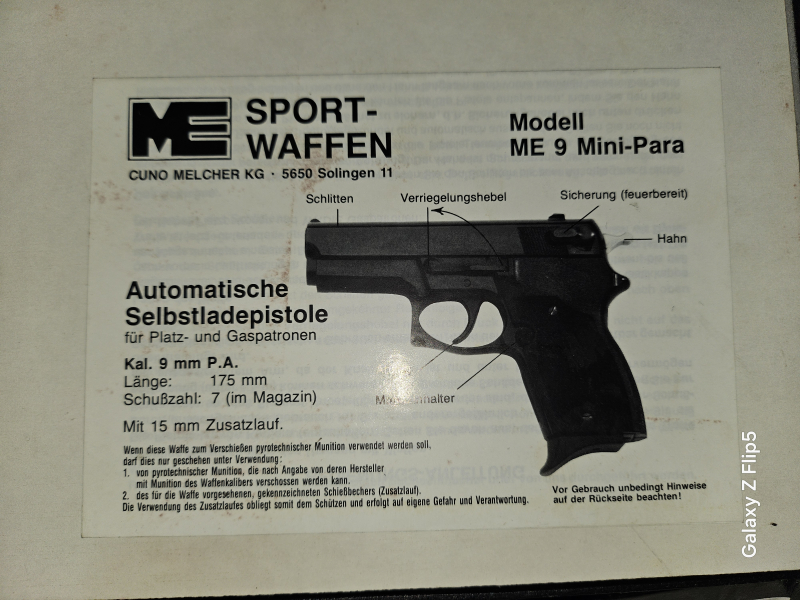 ME
SPORT-
WAFFEN
CUNO MELCHER KG · 5650 Solingen 11
Modell
ME 9 Mini-Para
Schlitten
Verriegelungshebel
Sicherung (feuerbereit)
Hahn
Automatische
Selbstladepistole
für Platz- und Gaspatronen
Kal. 9 mm P.A.
Länge: 175 mm
Schußzahl: 7 (im Magazin)
Mit 15 mm Zusatzlauf.
Wenn diese Waffe zum Verschießen pyrotechnischer Munition verwendet werden soll,
darf dies nur geschehen unter Verwendung:
1. von pyrotechnischer Munition, die nach Angabe von deren Hersteller
mit Munition des Waffenkalibers verschossen werden kann.
2. des für die Waffe vorgesehenen, gekennzeichneten Schießbechers (Zusatzlauf).
Die Verwendung des Zusatzlaufes obliegt somit dem Schützen und erfolgt auf eigene Gefahr und Verantwortung.
Vor Gebrauch unbedingt Hinweise
auf der Rückseite beachten!
Galaxy Z Flip5